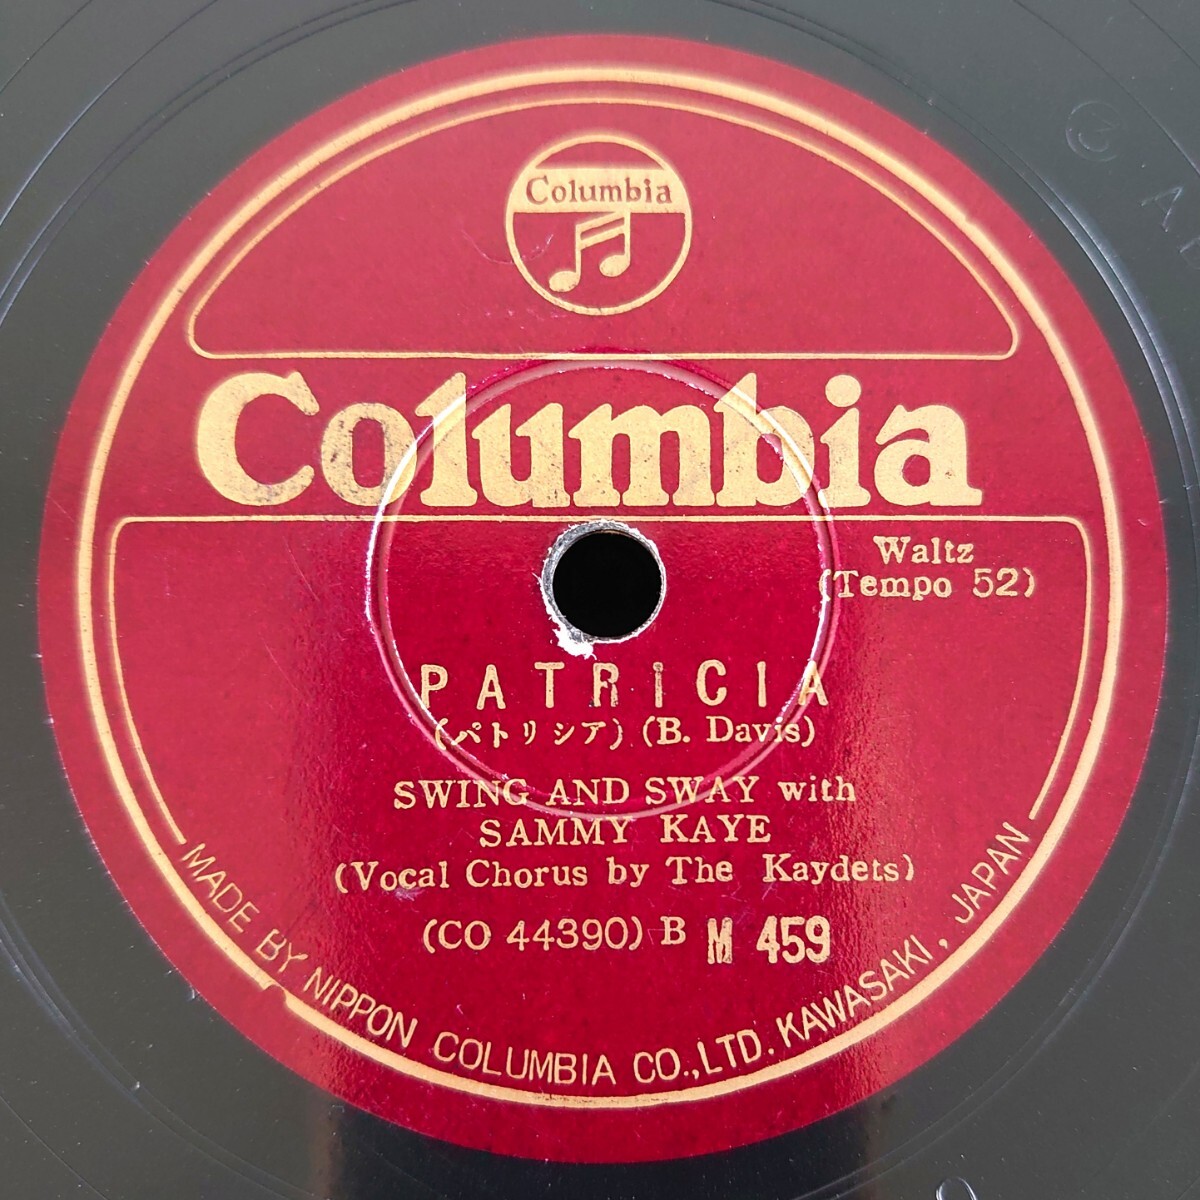 Columbia
Columbia
Waltz
(Tempo 52)
PATRICIA
(パトリシア) (B. Davis)
SWING AND SWAY with
SAMMY KAYE
(Vocal Chorus by The Kaydets)
(CO 44390) B M 459
MADE BY NIPPON COLUMBIA CO., LTD. KAWASAKI, JAPAN